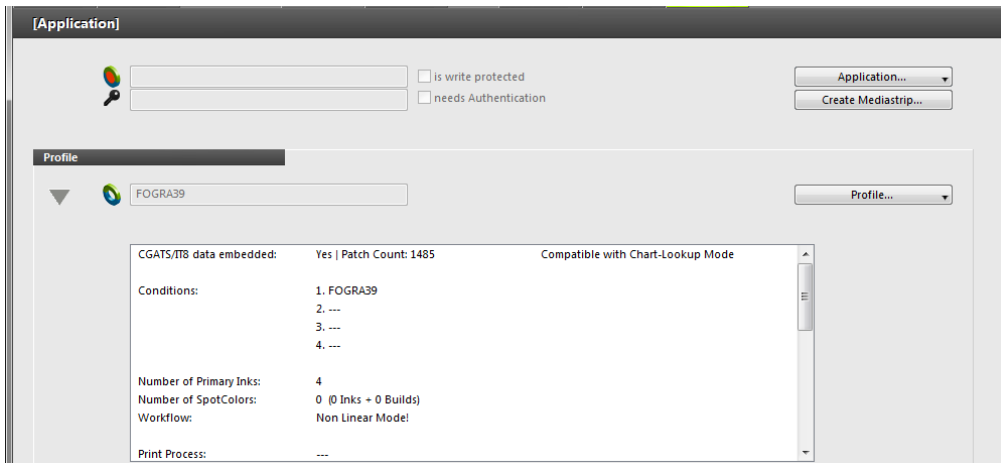 [Application]
is write protected
Application...
needs Authentication
Create Mediastrip...
Profile
FOGRA39
Profile...
CGATS/IT8 data embedded: Yes | Patch Count: 1485 Compatible with Chart-Lookup Mode
Conditions: 1. FOGRA39
2. ---
3. ---
4. ---
Number of Primary Inks: 4
Number of SpotColors: 0 (0 Inks + 0 Builds)
Workflow: Non Linear Mode!
Print Process: ---